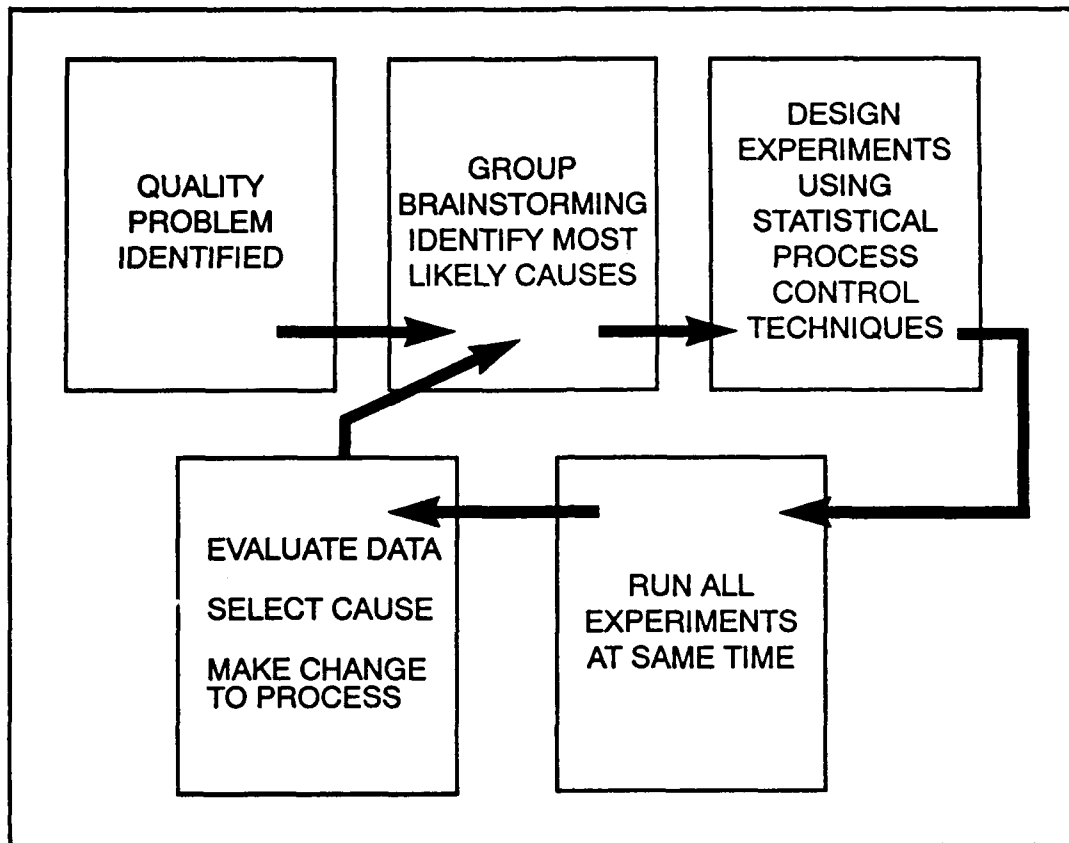 QUALITY
PROBLEM
IDENTIFIED
GROUP
BRAINSTORMING
IDENTIFY MOST
LIKELY CAUSES
DESIGN
EXPERIMENTS
USING
STATISTICAL
PROCESS
CONTROL
TECHNIQUES
RUN ALL
EXPERIMENTS
AT SAME TIME
EVALUATE DATA
SELECT CAUSE
MAKE CHANGE
TO PROCESS